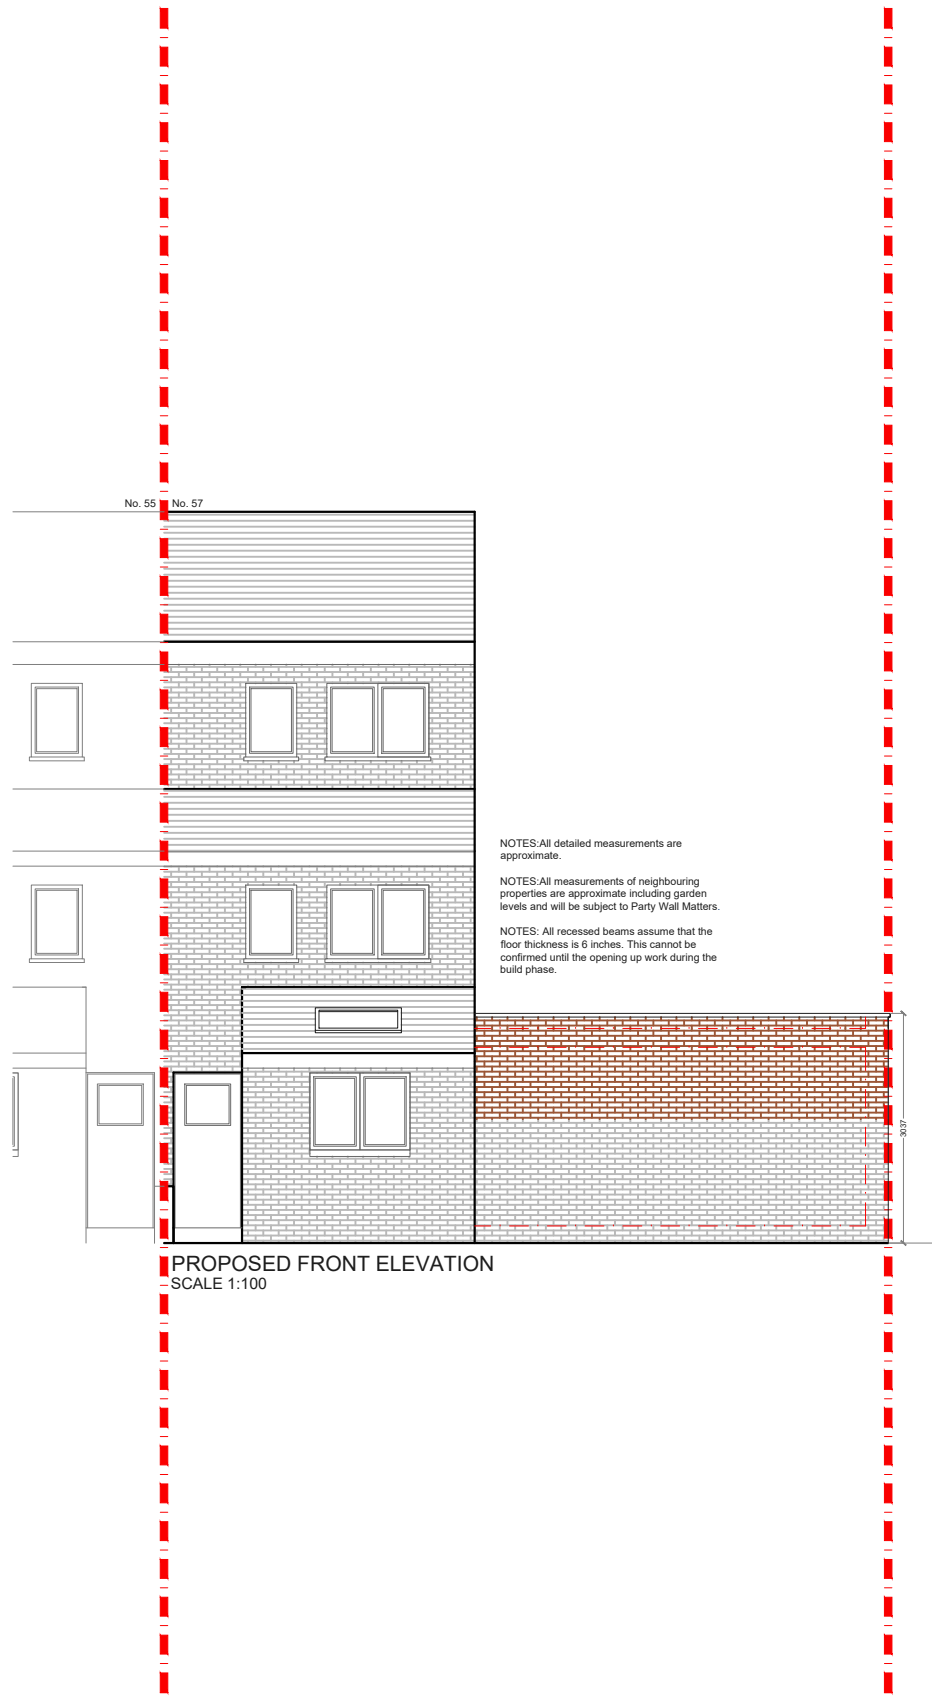 No. 55
No. 57
NOTES:All detailed measurements are
approximate.
NOTES:All measurements of neighbouring
properties are approximate including garden
levels and will be subject to Party Wall Matters.
NOTES: All recessed beams assume that the
floor thickness is 6 inches. This cannot be
confirmed until the opening up work during the
build phase.
3037
PROPOSED FRONT ELEVATION
SCALE 1:100